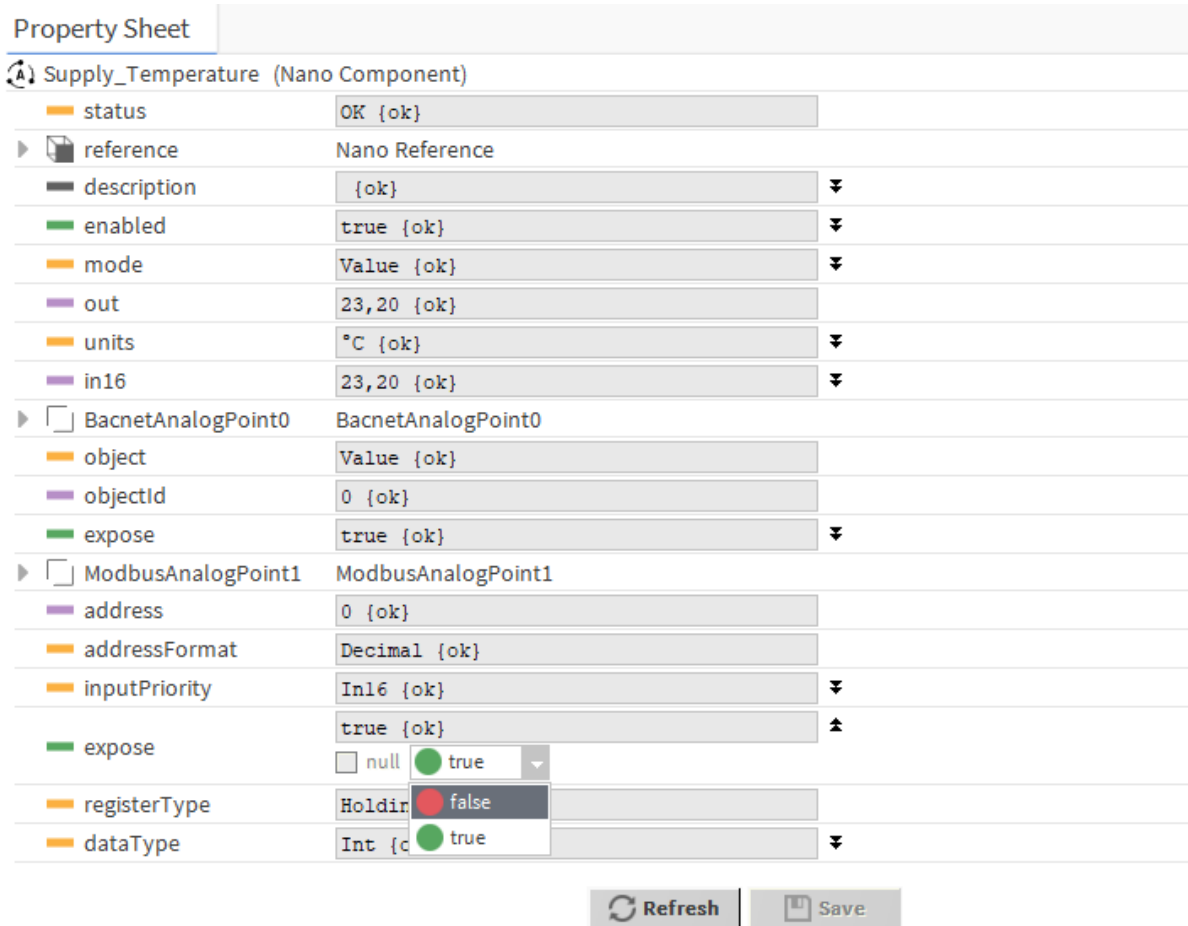 Property Sheet
Supply_Temperature (Nano Component)
status OK {ok}
reference Nano Reference
description {ok}
enabled true {ok}
mode Value {ok}
out 23,20 {ok}
units °C {ok}
in16 23,20 {ok}
BacnetAnalogPoint0 BacnetAnalogPoint0
object Value {ok}
objectId 0 {ok}
expose true {ok}
ModbusAnalogPoint1 ModbusAnalogPoint1
address 0 {ok}
addressFormat Decimal {ok}
inputPriority In16 {ok}
expose true {ok}
null true
false
true
registerType Holdin
dataType Int {
Refresh Save